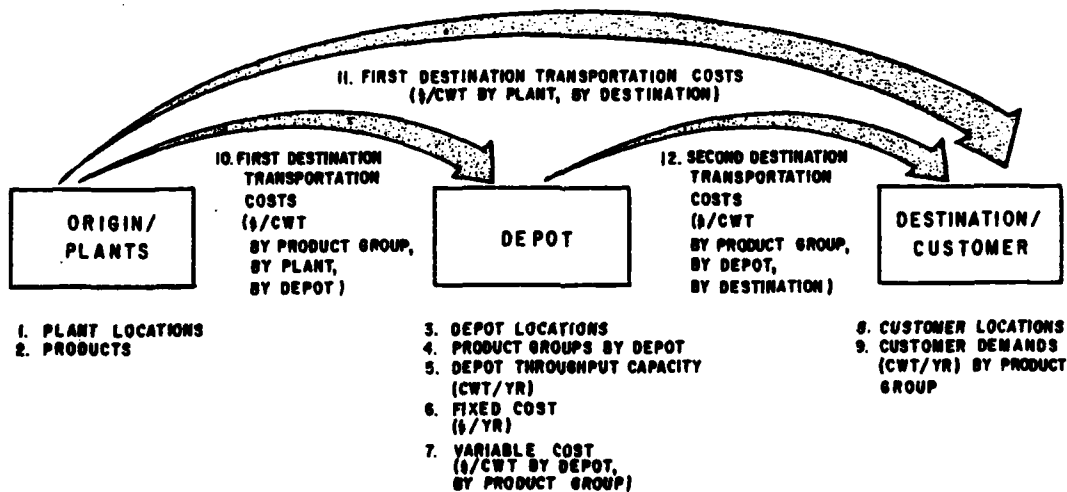 11. FIRST DESTINATION TRANSPORTATION COSTS
($/CWT BY PLANT, BY DESTINATION)
10. FIRST DESTINATION
TRANSPORTATION
COSTS
($/CWT
BY PRODUCT GROUP,
BY PLANT,
BY DEPOT)
12. SECOND DESTINATION
TRANSPORTATION
COSTS
($/CWT
BY PRODUCT GROUP,
BY DEPOT,
BY DESTINATION)
ORIGIN/
PLANTS
DEPOT
DESTINATION/
CUSTOMER
1. PLANT LOCATIONS
2. PRODUCTS
3. DEPOT LOCATIONS
4. PRODUCT GROUPS BY DEPOT
5. DEPOT THROUGHPUT CAPACITY
(CWT/YR)
6. FIXED COST
($/YR)
7. VARIABLE COST
($/CWT BY DEPOT,
BY PRODUCT GROUP)
8. CUSTOMER LOCATIONS
9. CUSTOMER DEMANDS
(CWT/YR) BY PRODUCT
GROUP